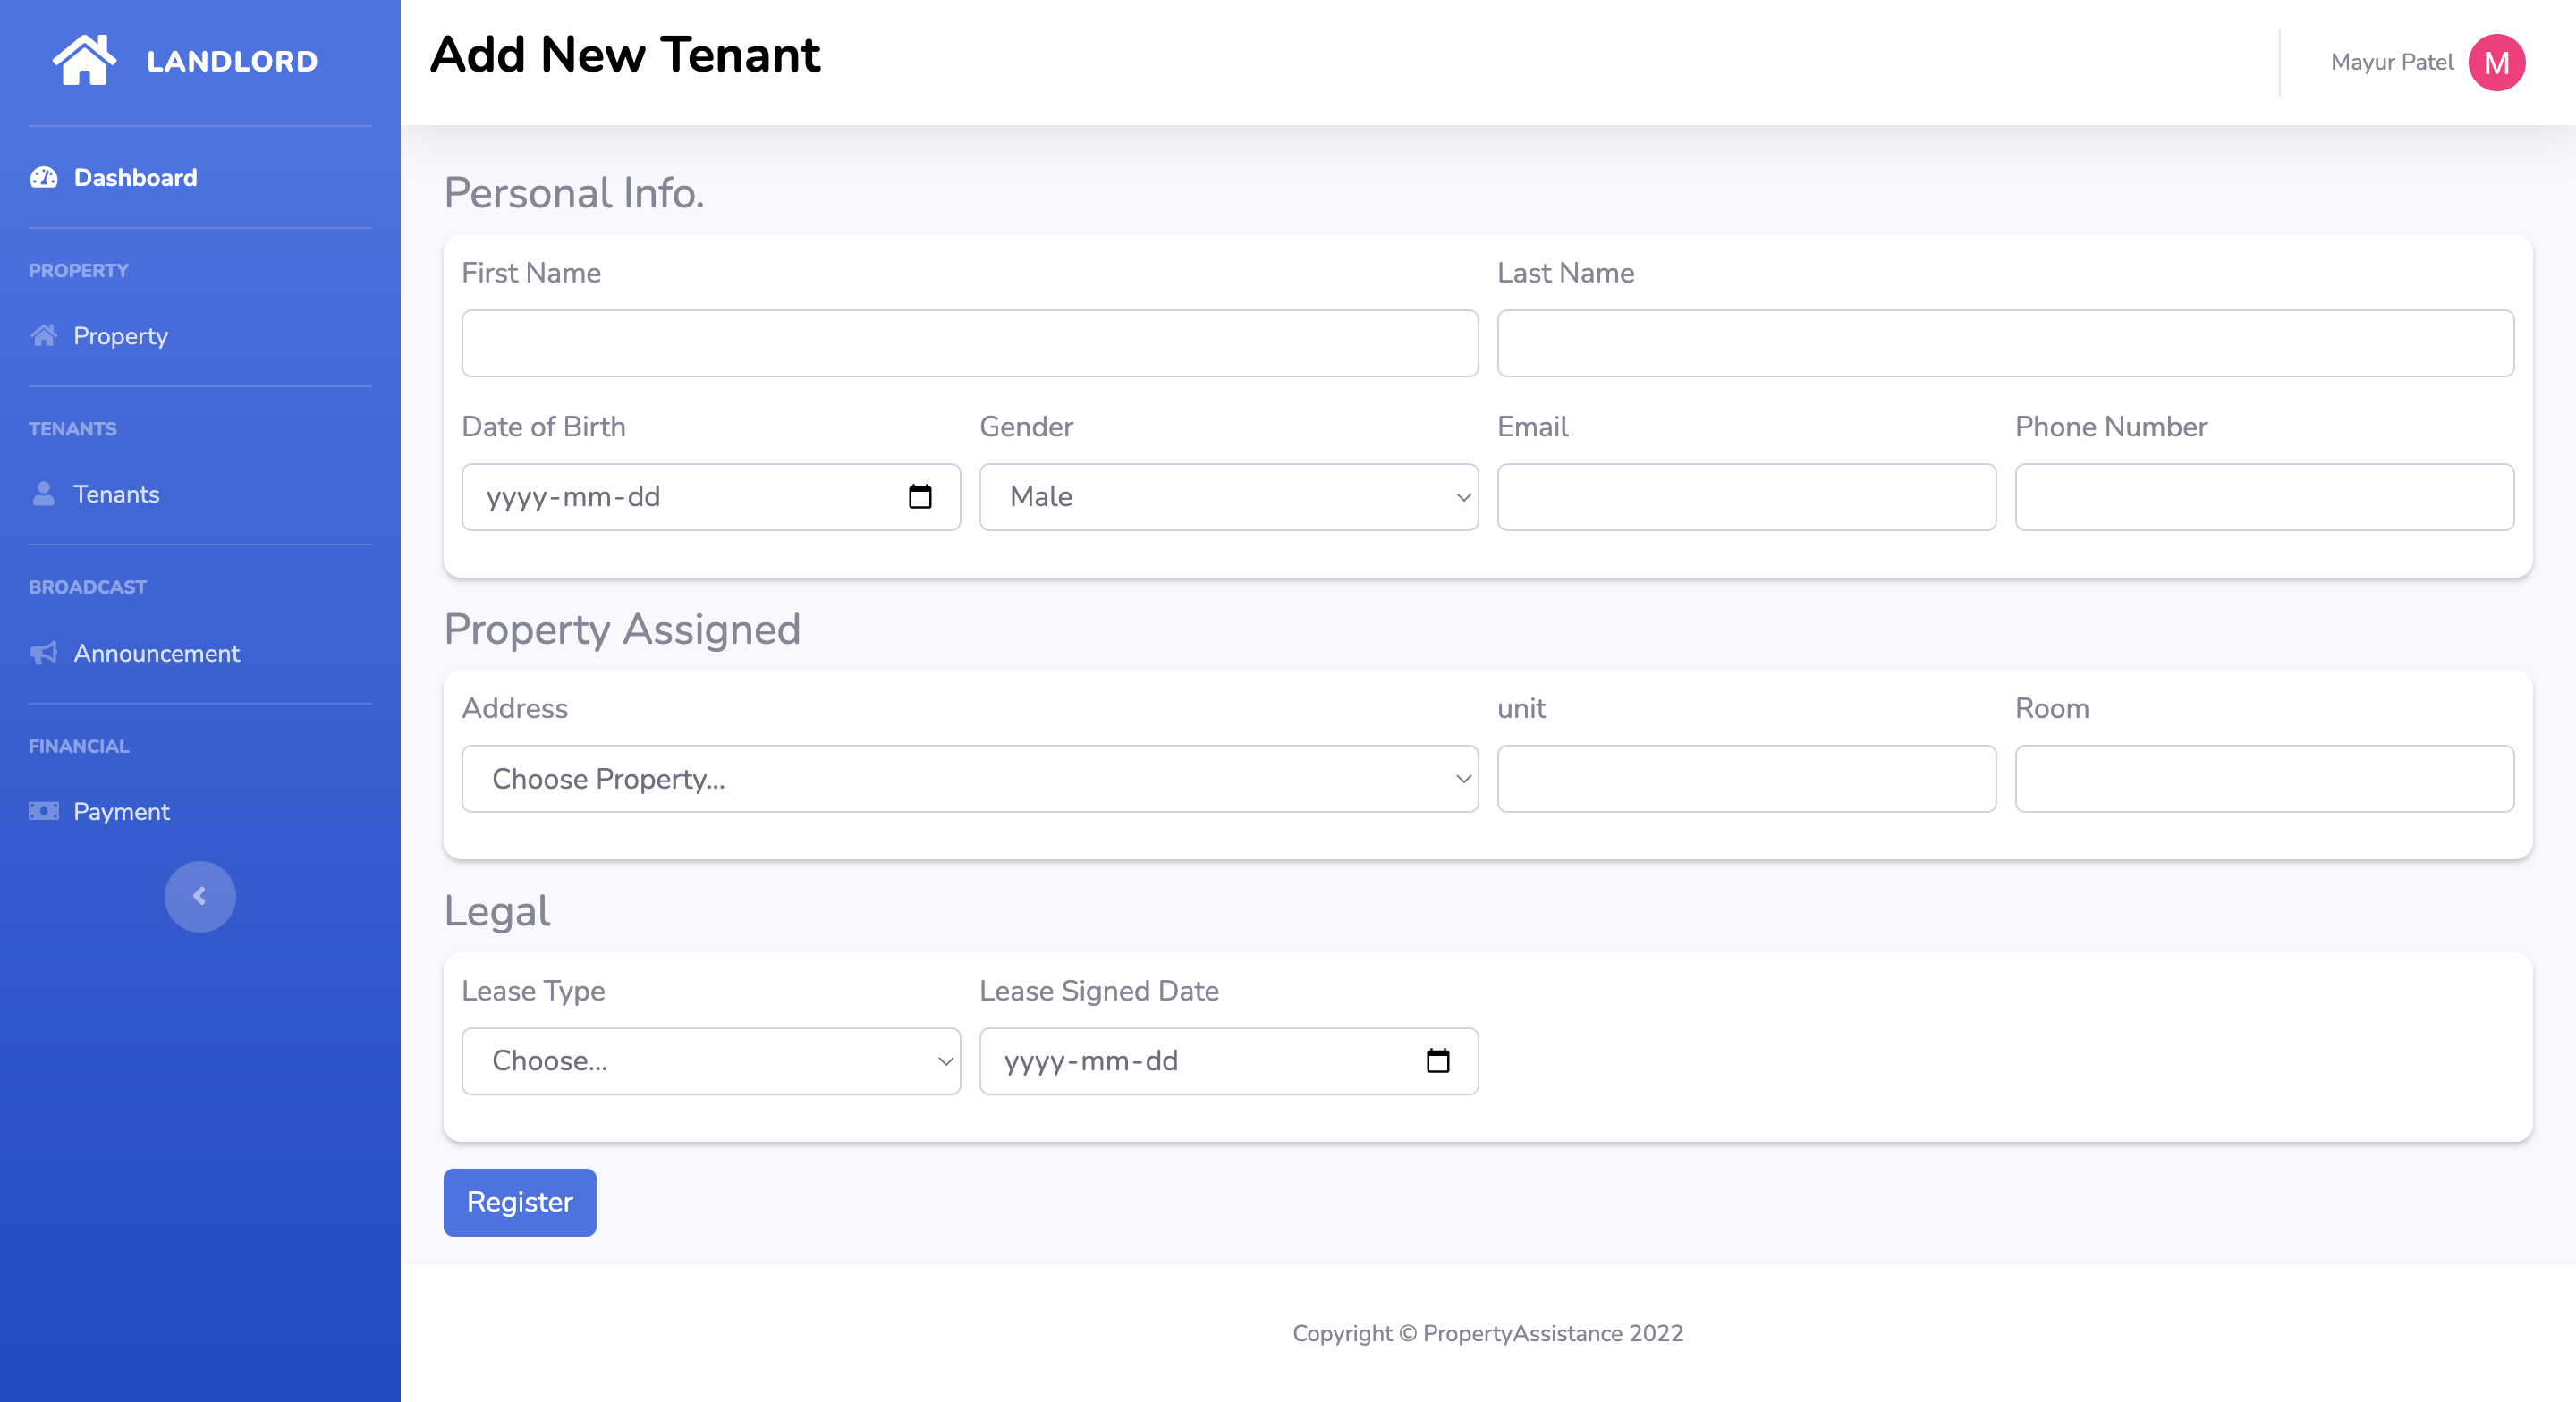 LANDLORD
Dashboard
PROPERTY
Property
TENANTS
Tenants
BROADCAST
Announcement
FINANCIAL
Payment
Add New Tenant
Mayur Patel
M
Personal Info.
First Name
Last Name
Date of Birth
Gender
Email
Phone Number
yyyy-mm-dd
Male
Property Assigned
Address
unit
Room
Choose Property...
Legal
Lease Type
Lease Signed Date
Choose...
yyyy-mm-dd
Register
Copyright © PropertyAssistance 2022